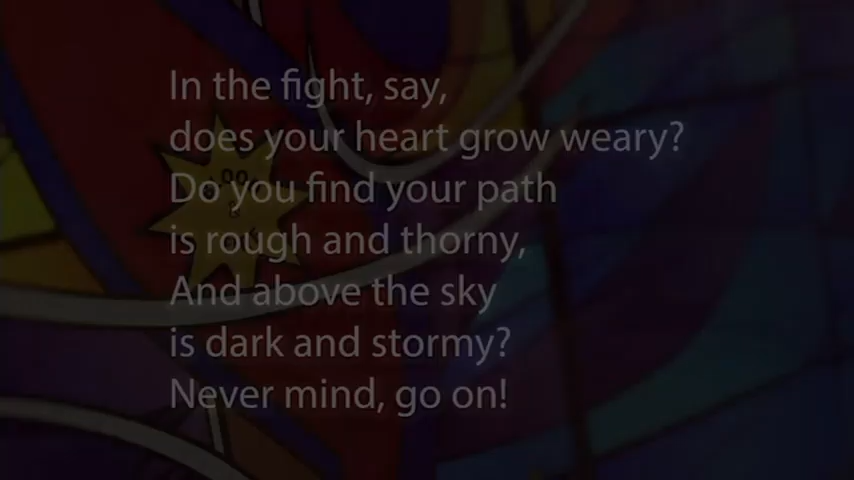 In the fight, say,
does your heart grow weary?
Do you find your path
is rough and thorny,
And above the sky
is dark and stormy?
Never mind, go on!